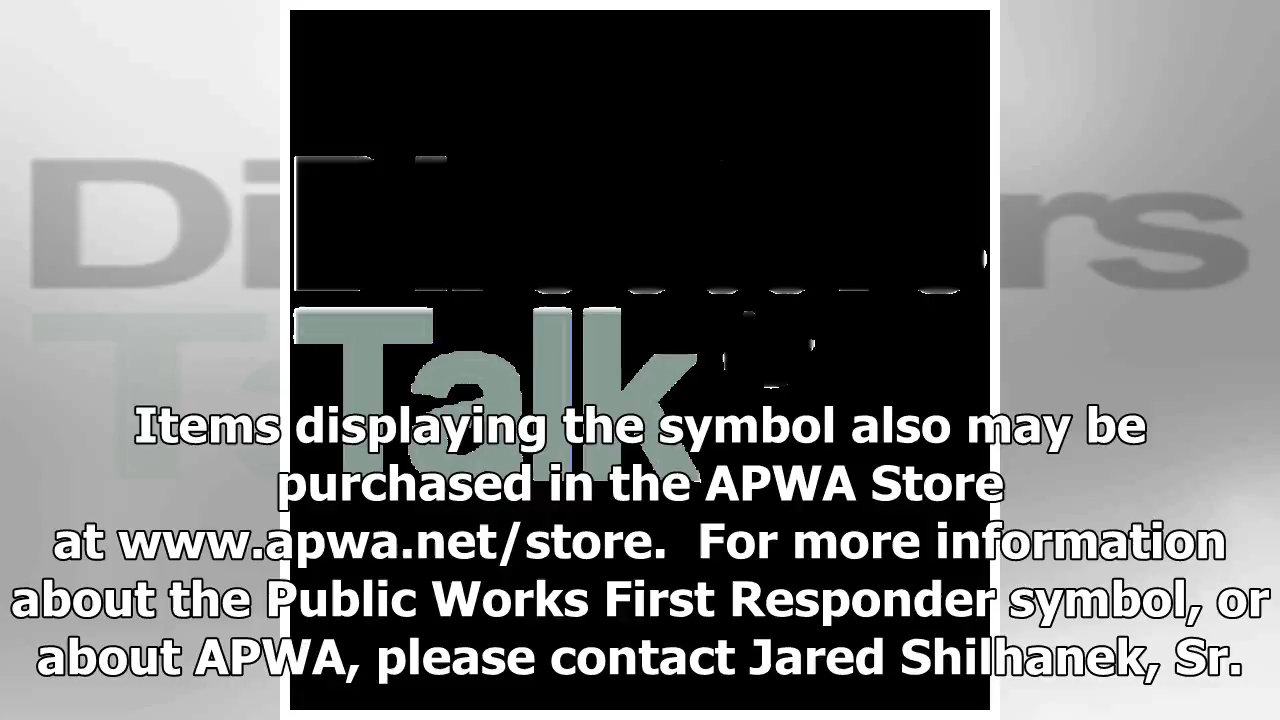 Talk
Items displaying the symbol also may be
purchased in the APWA Store
at www.apwa.net/store.  For more information
about the Public Works First Responder symbol, or
about APWA, please contact Jared Shilhanek, Sr.